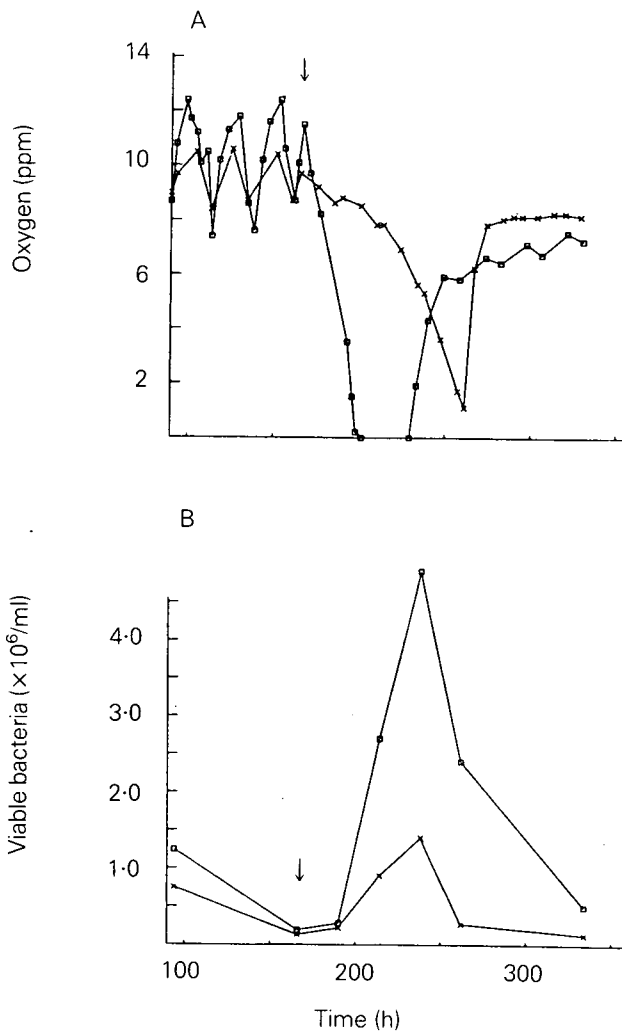 A
14
10
6
2
Oxygen (ppm)
B
4·0
3·0
2·0
1·0
Viable bacteria (×10⁶/ml)
100 200 300
Time (h)